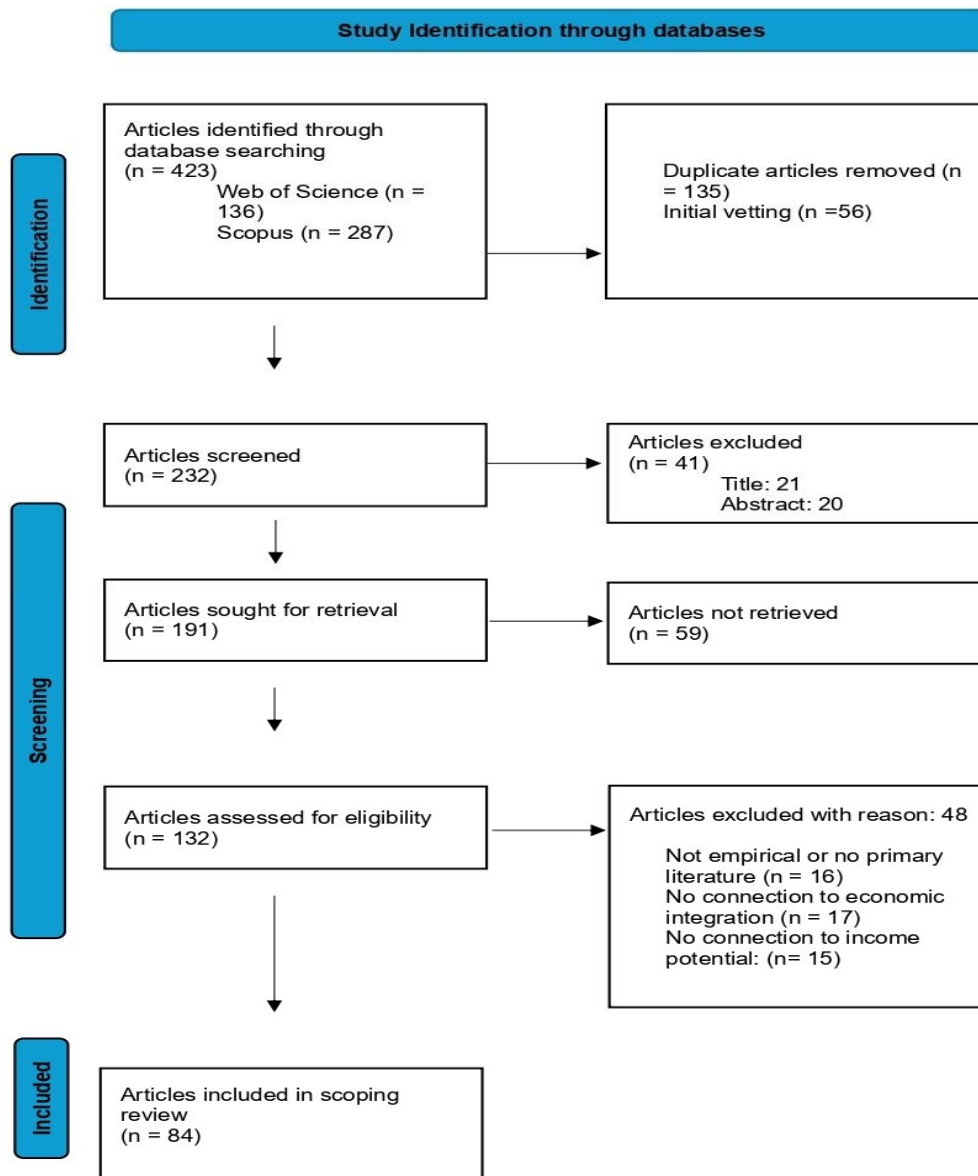 Study Identification through databases
Identification
Articles identified through
database searching
(n = 423)
Web of Science (n =
136)
Scopus (n = 287)
Duplicate articles removed (n
= 135)
Initial vetting (n =56)
Screening
Articles screened
(n = 232)
Articles excluded
(n = 41)
Title: 21
Abstract: 20
Articles sought for retrieval
(n = 191)
Articles not retrieved
(n = 59)
Articles assessed for eligibility
(n = 132)
Articles excluded with reason: 48
Not empirical or no primary
literature (n = 16)
No connection to economic
integration (n = 17)
No connection to income
potential: (n= 15)
Included
Articles included in scoping
review
(n = 84)